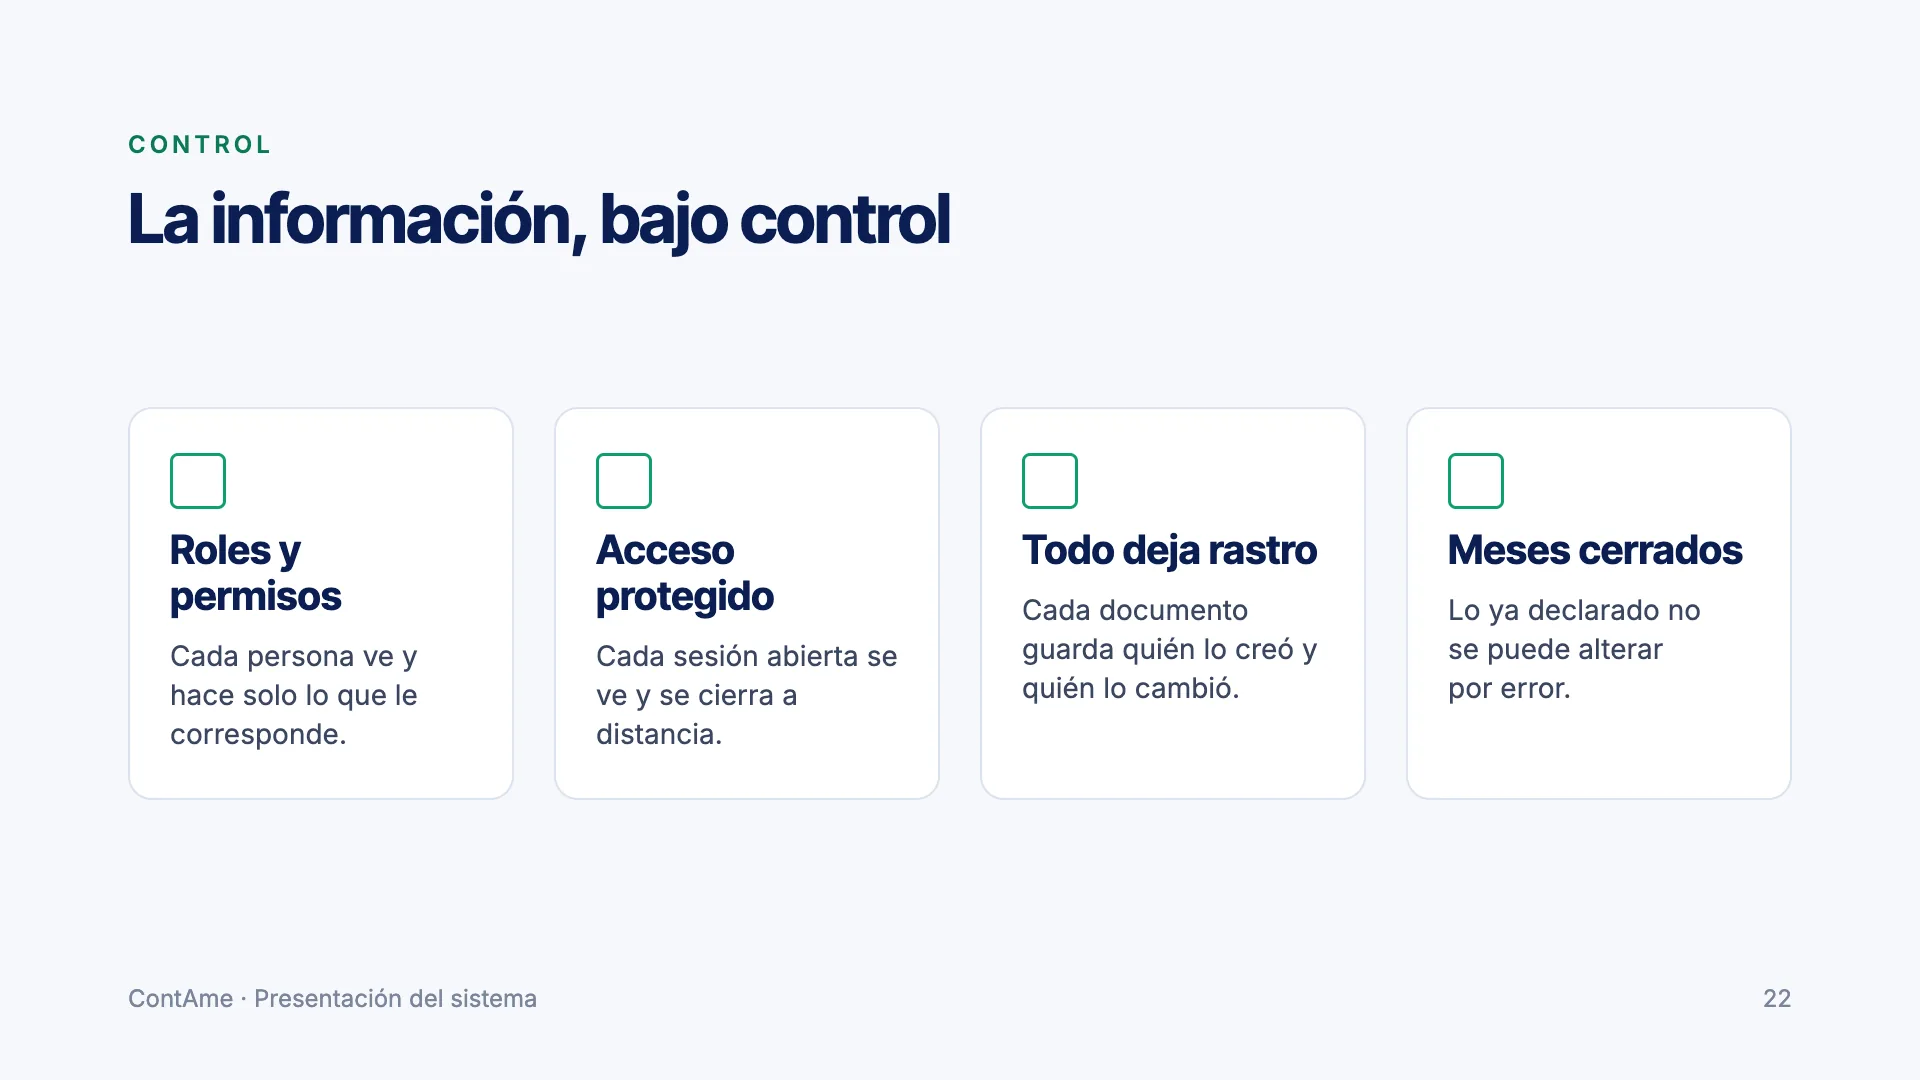 CONTROL
La información, bajo control
Roles y
permisos
Cada persona ve y
hace solo lo que le
corresponde.
Acceso
protegido
Cada sesión abierta se
ve y se cierra a
distancia.
Todo deja rastro
Cada documento
guarda quién lo creó y
quién lo cambió.
Meses cerrados
Lo ya declarado no
se puede alterar
por error.
ContAme · Presentación del sistema
22